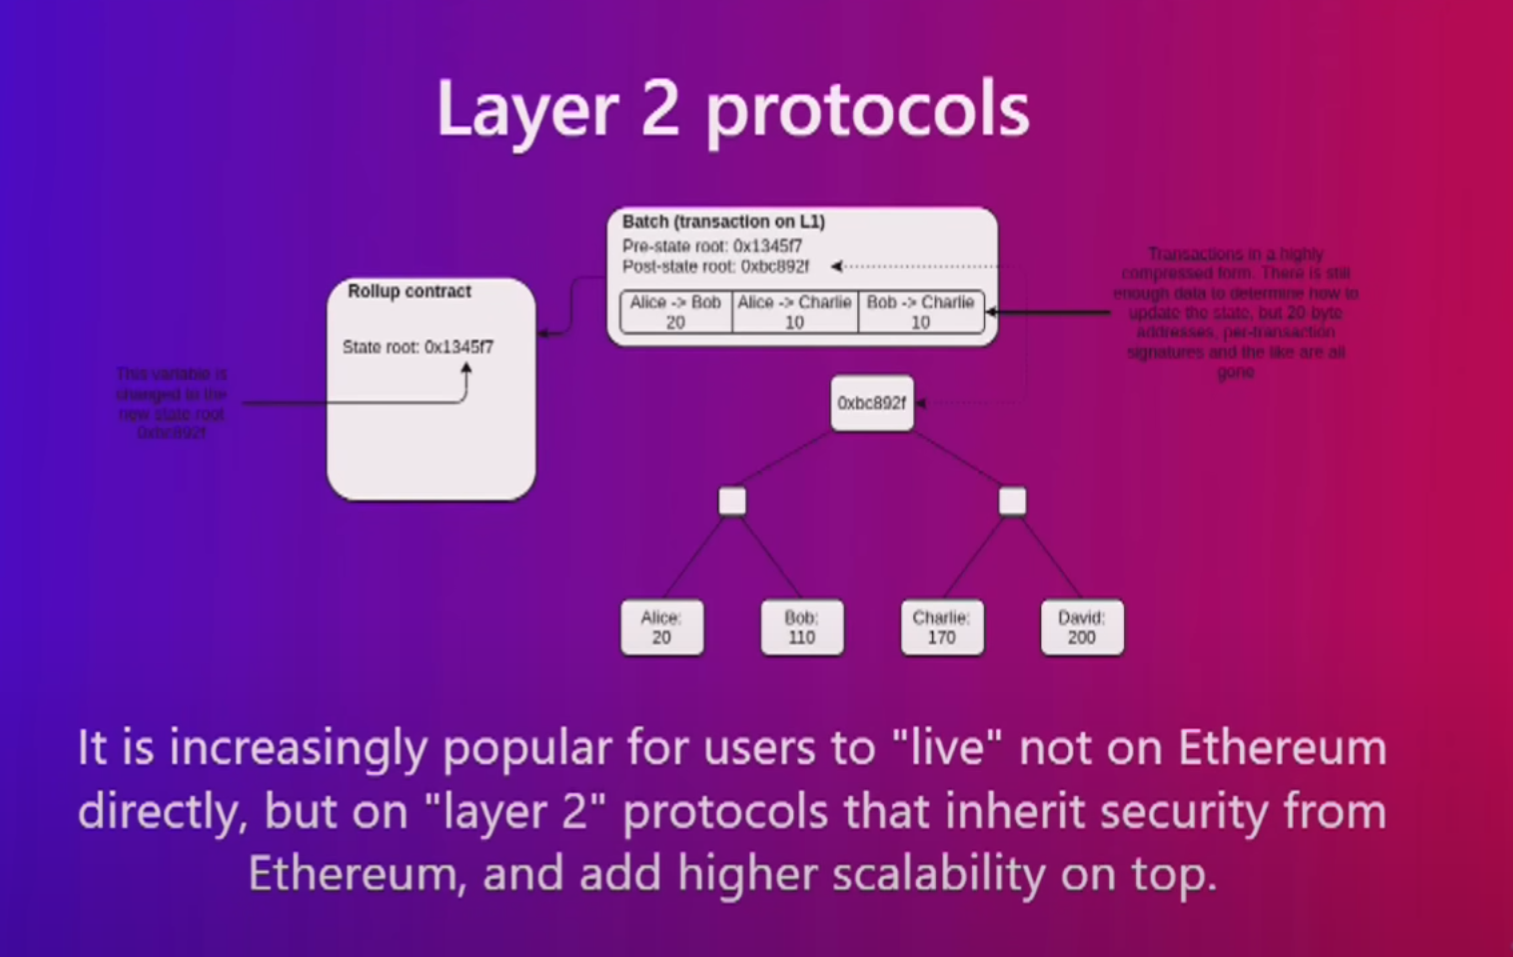 Layer 2 protocols
Batch (transaction on L1)
Pre-state root: 0x1345f7
Post-state root: 0xbc892f
Alice -> Bob
20
Alice -> Charlie
10
Bob -> Charlie
10
Transactions in a highly
compressed form. There is still
enough data to determine how to
update the state, but 20 byte
addresses, per-transaction
signatures and the like are all
gone
Rollup contract
State root: 0x1345f7
This variable is
changed to the
new state root
0xbc892f
0xbc892f
Alice:
20
Bob:
110
Charlie:
170
David:
200
It is increasingly popular for users to "live" not on Ethereum
directly, but on "layer 2" protocols that inherit security from
Ethereum, and add higher scalability on top.